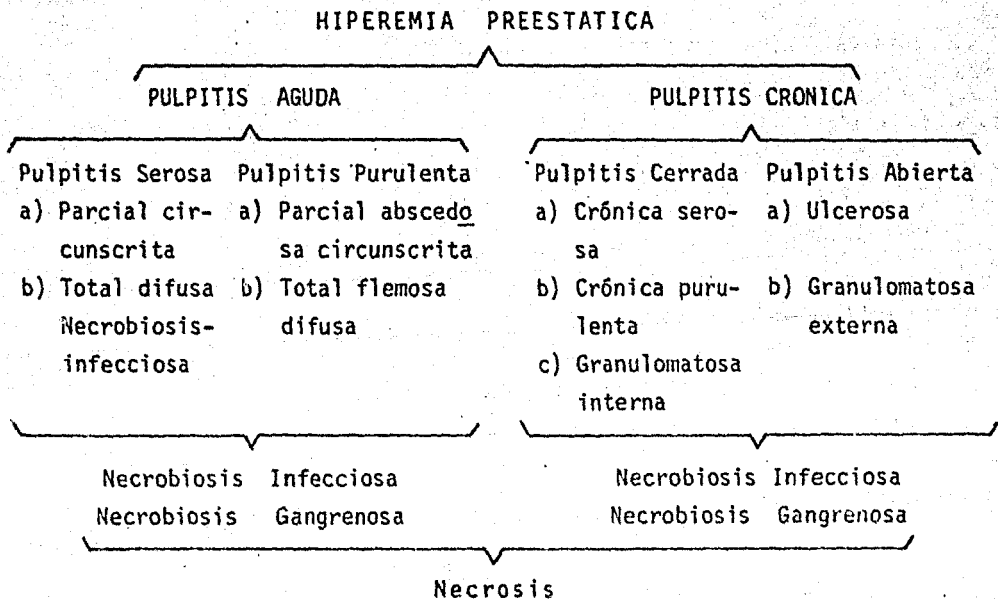 HIPEREMIA PREESTATICA
PULPITIS AGUDA
PULPITIS CRONICA
Pulpitis Serosa
a) Parcial cir-
cunscrita
b) Total difusa
Necrobiosis-
infecciosa
Pulpitis Purulenta
a) Parcial abscedo
sa circunscrita
b) Total flemosa
difusa
Pulpitis Cerrada
a) Crónica sero-
sa
b) Crónica puru-
lenta
c) Granulomatosa
interna
Pulpitis Abierta
a) Ulcerosa
b) Granulomatosa
externa
Necrobiosis Infecciosa
Necrobiosis Gangrenosa
Necrobiosis Infecciosa
Necrobiosis Gangrenosa
Necrosis